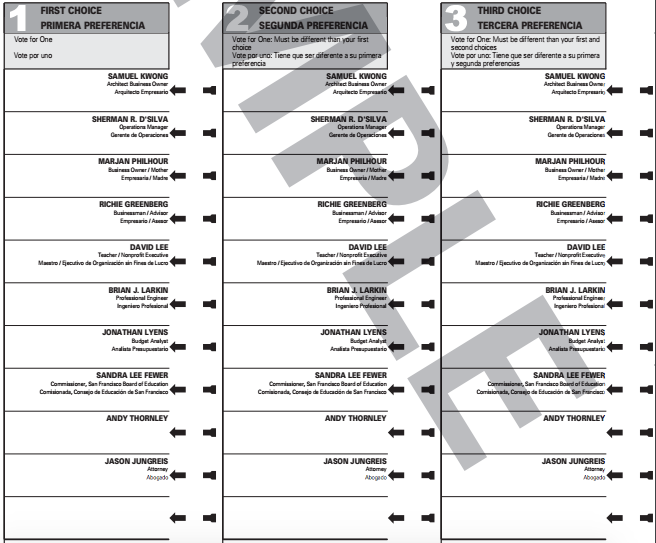 1
FIRST CHOICE
PRIMERA PREFERENCIA
Vote for One
Vote por uno
SAMUEL KWONG
Architect Business Owner
Arquitecto Empresario
SHERMAN R. D'SILVA
Operations Manager
Gerente de Operaciones
MARJAN PHILHOUR
Business Owner / Mother
Empresaria / Madre
RICHIE GREENBERG
Businessman / Advisor
Empresario / Asesor
DAVID LEE
Teacher / Nonprofit Executive
Maestro / Ejecutivo de Organización sin Fines de Lucro
BRIAN J. LARKIN
Professional Engineer
Ingeniero Profesional
JONATHAN LYENS
Budget Analyst
Analista Presupuestario
SANDRA LEE FEWER
Commissioner, San Francisco Board of Education
Comisionada, Consejo de Educación de San Francisco
ANDY THORNLEY
JASON JUNGREIS
Attorney
Abogado
2
SECOND CHOICE
SEGUNDA PREFERENCIA
Vote for One: Must be different than your first
choice
Vote por uno: Tiene que ser diferente a su primera
preferencia
SAMUEL KWONG
Architect Business Owner
Arquitecto Empresario
SHERMAN R. D'SILVA
Operations Manager
Gerente de Operaciones
MARJAN PHILHOUR
Business Owner / Mother
Empresaria / Madre
RICHIE GREENBERG
Businessman / Advisor
Empresario / Asesor
DAVID LEE
Teacher / Nonprofit Executive
Maestro / Ejecutivo de Organización sin Fines de Lucro
BRIAN J. LARKIN
Professional Engineer
Ingeniero Profesional
JONATHAN LYENS
Budget Analyst
Analista Presupuestario
SANDRA LEE FEWER
Commissioner, San Francisco Board of Education
Comisionada, Consejo de Educación de San Francisco
ANDY THORNLEY
JASON JUNGREIS
Attorney
Abogado
3
THIRD CHOICE
TERCERA PREFERENCIA
Vote for One: Must be different than your first and
second choices
Vote por uno: Tiene que ser diferente a su primera
y segunda preferencias
SAMUEL KWONG
Architect Business Owner
Arquitecto Empresario
SHERMAN R. D'SILVA
Operations Manager
Gerente de Operaciones
MARJAN PHILHOUR
Business Owner / Mother
Empresaria / Madre
RICHIE GREENBERG
Businessman / Advisor
Empresario / Asesor
DAVID LEE
Teacher / Nonprofit Executive
Maestro / Ejecutivo de Organización sin Fines de Lucro
BRIAN J. LARKIN
Professional Engineer
Ingeniero Profesional
JONATHAN LYENS
Budget Analyst
Analista Presupuestario
SANDRA LEE FEWER
Commissioner, San Francisco Board of Education
Comisionada, Consejo de Educación de San Francisco
ANDY THORNLEY
JASON JUNGREIS
Attorney
Abogado
MPLE